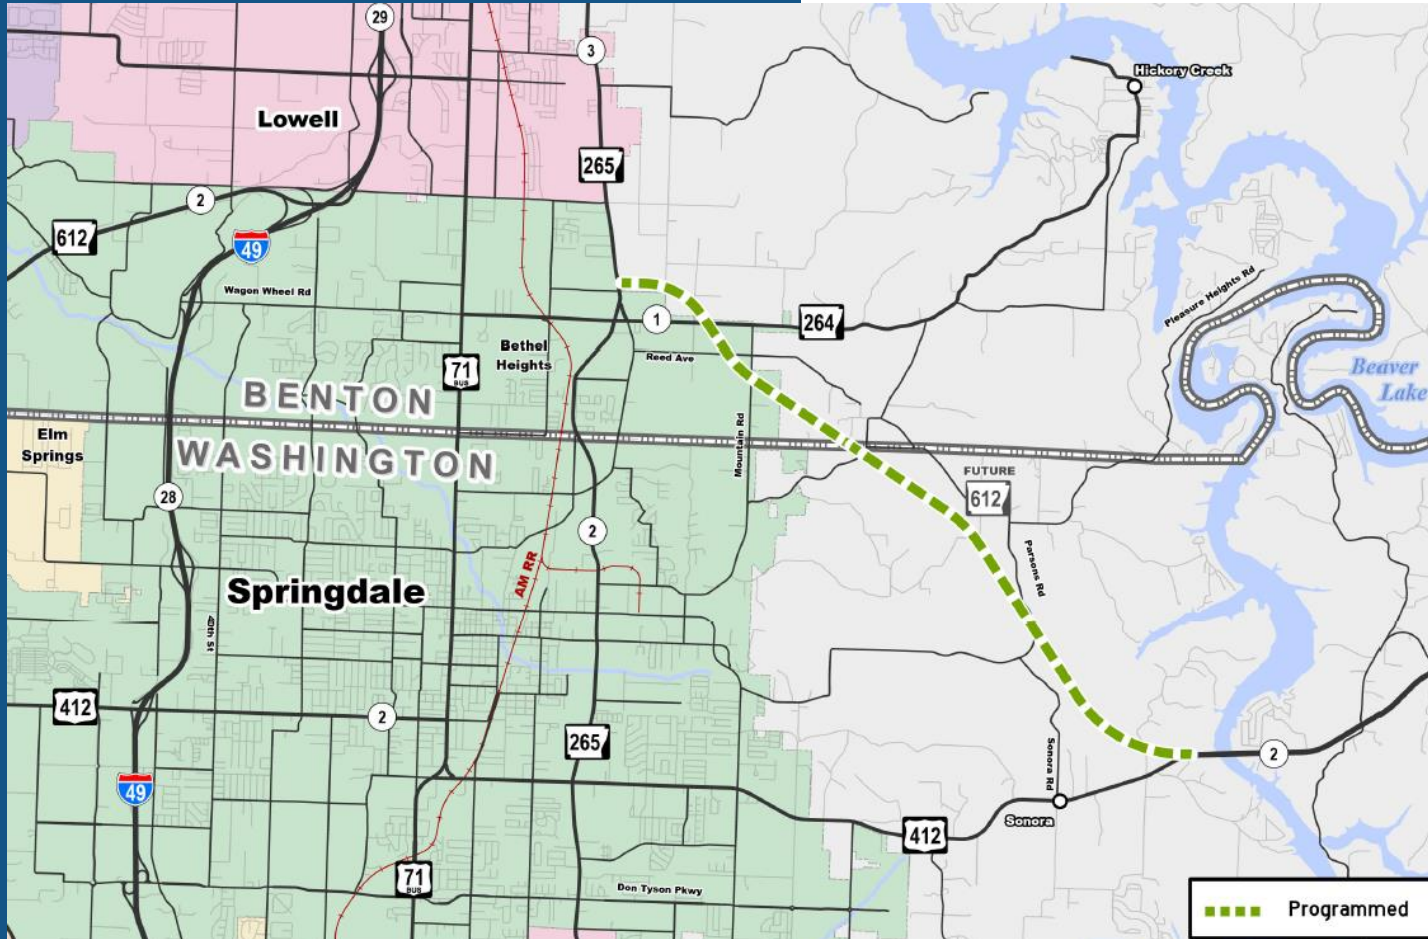 29
3
Hickory Creek
Lowell
265
2
612
49
Pleasure Heights Rd
Wagon Wheel Rd
1
264
Bethel
Heights
Reed Ave
71
BUS
Beaver
Lake
BENTON
Elm
Springs
WASHINGTON
Mountain Rd
FUTURE
612
28
2
AM RR
Parsons Rd
Springdale
40th St
412
2
265
Sonora Rd
2
49
Sonora
412
71
BUS
Don Tyson Pkwy
Programmed